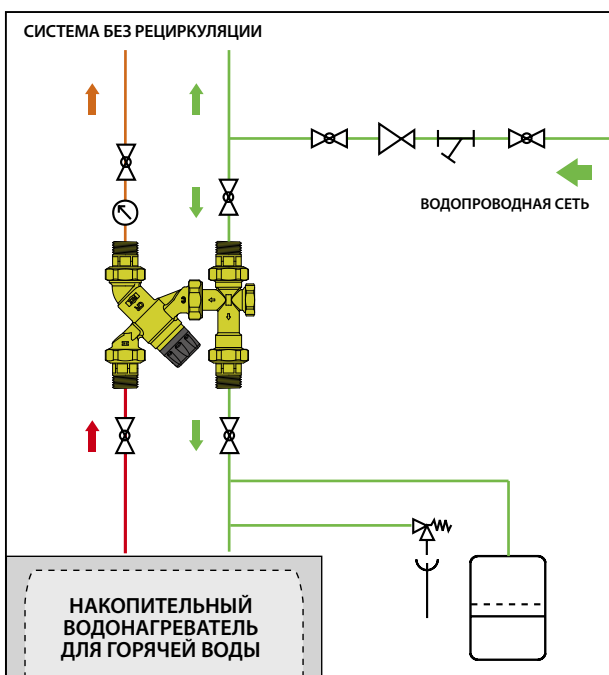 СИСТЕМА БЕЗ РЕЦИРКУЛЯЦИИ
ВОДОПРОВОДНАЯ СЕТЬ
НАКОПИТЕЛЬНЫЙ
ВОДОНАГРЕВАТЕЛЬ
ДЛЯ ГОРЯЧЕЙ ВОДЫ